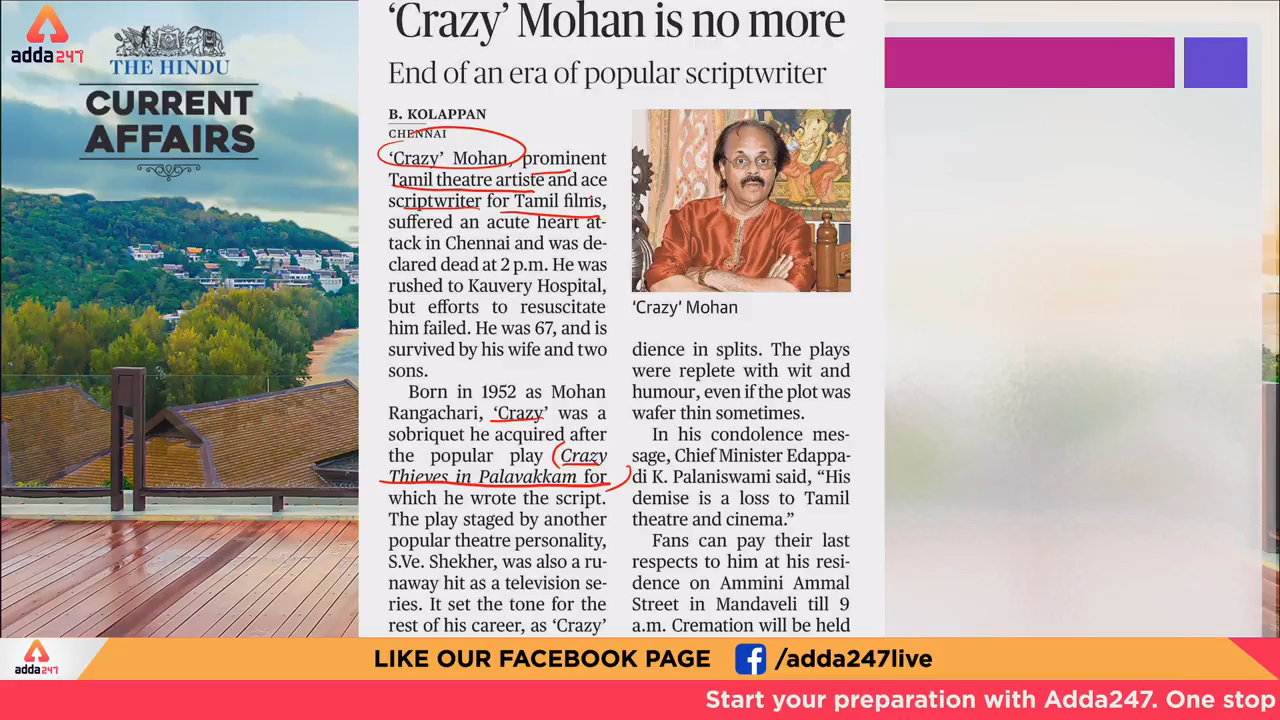 adda247
THE HINDU
CURRENT
AFFAIRS
‘Crazy’ Mohan is no more
End of an era of popular scriptwriter
B. KOLAPPAN
CHENNAI
‘Crazy’ Mohan, prominent
Tamil theatre artiste and ace
scriptwriter for Tamil films,
suffered an acute heart at-
tack in Chennai and was de-
clared dead at 2 p.m. He was
rushed to Kauvery Hospital,
but efforts to resuscitate
him failed. He was 67, and is
survived by his wife and two
sons.
Born in 1952 as Mohan
Rangachari, ‘Crazy’ was a
sobriquet he acquired after
the popular play Crazy
Thieves in Palavakkam for
which he wrote the script.
The play staged by another
popular theatre personality,
S.Ve. Shekher, was also a ru-
naway hit as a television se-
ries. It set the tone for the
rest of his career, as ‘Crazy’
‘Crazy’ Mohan
dience in splits. The plays
were replete with wit and
humour, even if the plot was
wafer thin sometimes.
In his condolence mes-
sage, Chief Minister Edappa-
di K. Palaniswami said, “His
demise is a loss to Tamil
theatre and cinema.”
Fans can pay their last
respects to him at his resi-
dence on Ammini Ammal
Street in Mandaveli till 9
a.m. Cremation will be held
adda247
LIKE OUR FACEBOOK PAGE /adda247live
Start your preparation with Adda247. One stop